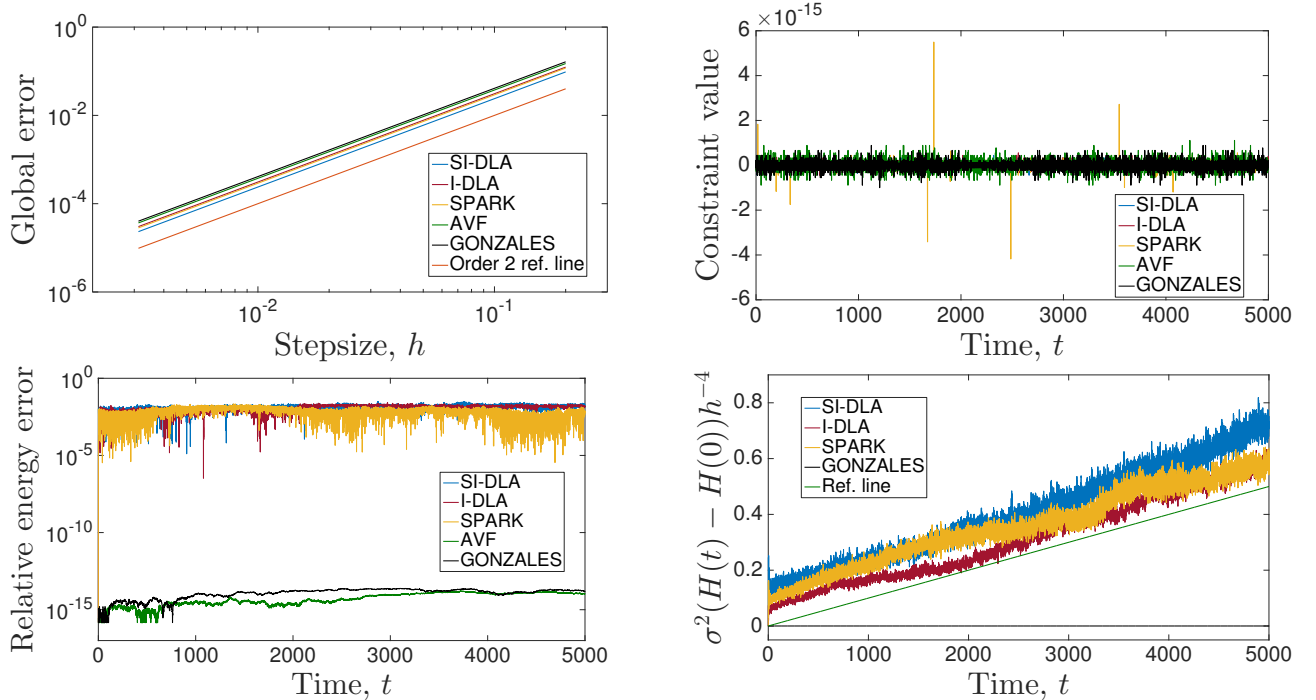 10^0
10^-2
10^-4
10^-6
Global error
SI-DLA
I-DLA
SPARK
AVF
GONZALES
Order 2 ref. line
10^-2
10^-1
Stepsize, h
×10^-15
6
4
2
0
-2
-4
-6
Constraint value
SI-DLA
I-DLA
SPARK
AVF
GONZALES
0
1000
2000
3000
4000
5000
Time, t
10^0
10^-5
10^-10
10^-15
Relative energy error
SI-DLA
I-DLA
SPARK
AVF
GONZALES
0
1000
2000
3000
4000
5000
Time, t
0.8
0.6
0.4
0.2
0
σ^2(H(t) − H(0))h^−4
SI-DLA
I-DLA
SPARK
GONZALES
Ref. line
0
1000
2000
3000
4000
5000
Time, t